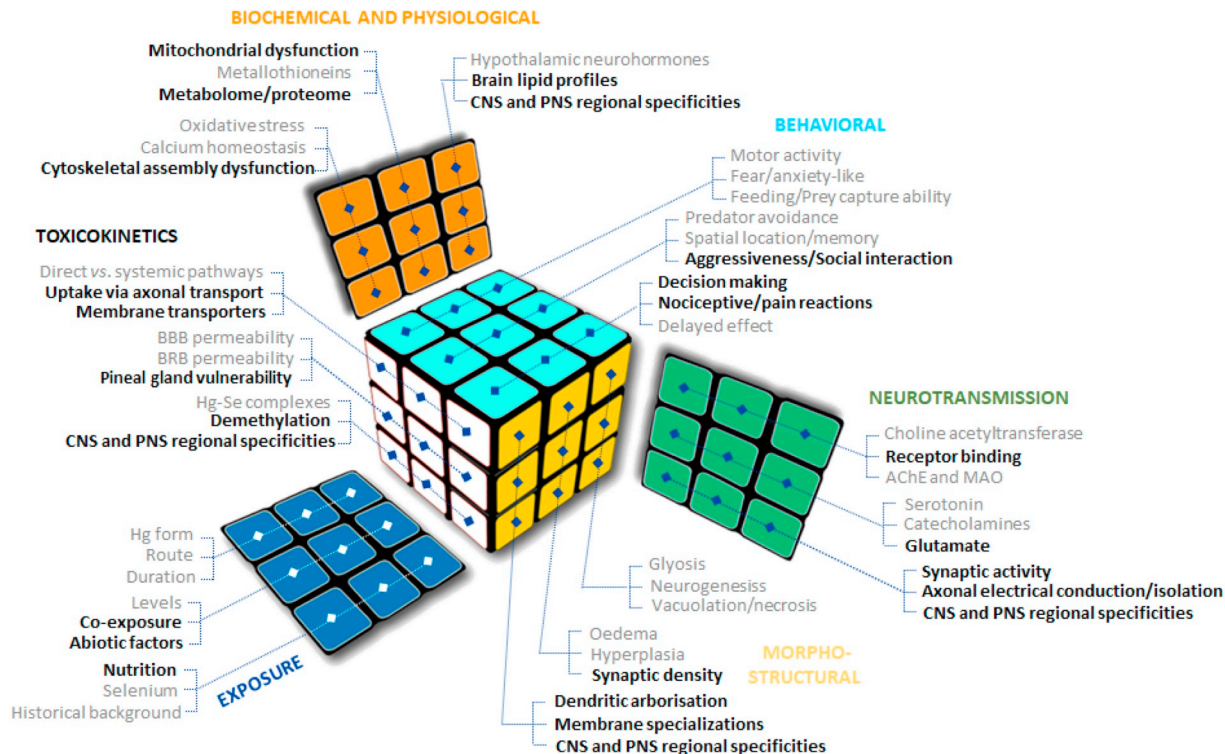 BIOCHEMICAL AND PHYSIOLOGICAL
Mitochondrial dysfunction
Metallothioneins
Metabolome/proteome
Hypothalamic neurohormones
Brain lipid profiles
CNS and PNS regional specificities
Oxidative stress
Calcium homeostasis
Cytoskeletal assembly dysfunction
BEHAVIORAL
Motor activity
Fear/anxiety-like
Feeding/Prey capture ability
Predator avoidance
Spatial location/memory
Aggressiveness/Social interaction
Decision making
Nociceptive/pain reactions
Delayed effect
TOXICOKINETICS
Direct vs. systemic pathways
Uptake via axonal transport
Membrane transporters
BBB permeability
BRB permeability
Pineal gland vulnerability
Hg-Se complexes
Demethylation
CNS and PNS regional specificities
NEUROTRANSMISSION
Choline acetyltransferase
Receptor binding
AChE and MAO
Serotonin
Catecholamines
Glutamate
Synaptic activity
Axonal electrical conduction/isolation
CNS and PNS regional specificities
Hg form
Route
Duration
Levels
Co-exposure
Abiotic factors
Nutrition
Selenium
Historical background
EXPOSURE
Glyosis
Neurogenesiss
Vacuolation/necrosis
Oedema
Hyperplasia
Synaptic density
MORPHO-
STRUCTURAL
Dendritic arborisation
Membrane specializations
CNS and PNS regional specificities